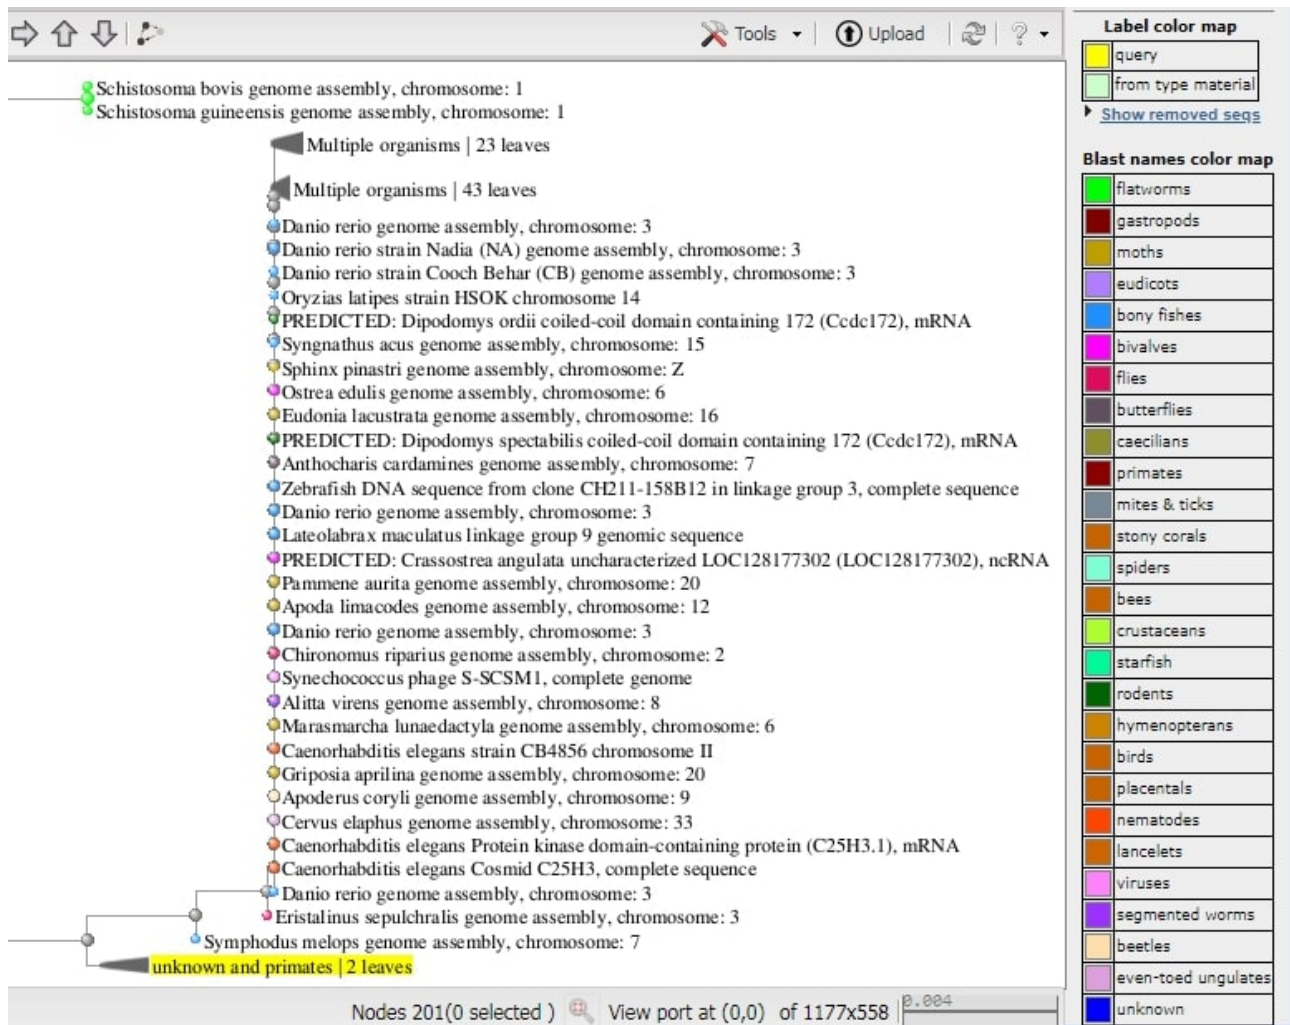 Tools
Upload
?
Schistosoma bovis genome assembly, chromosome: 1
Schistosoma guineensis genome assembly, chromosome: 1
Multiple organisms | 23 leaves
Multiple organisms | 43 leaves
Danio rerio genome assembly, chromosome: 3
Danio rerio strain Nadia (NA) genome assembly, chromosome: 3
Danio rerio strain Cooch Behar (CB) genome assembly, chromosome: 3
Oryzias latipes strain HSOK chromosome 14
PREDICTED: Dipodomys ordii coiled-coil domain containing 172 (Ccdc172), mRNA
Syngnathus acus genome assembly, chromosome: 15
Sphinx pinastri genome assembly, chromosome: Z
Ostrea edulis genome assembly, chromosome: 6
Eudonia lacustrata genome assembly, chromosome: 16
PREDICTED: Dipodomys spectabilis coiled-coil domain containing 172 (Ccdc172), mRNA
Anthocharis cardamines genome assembly, chromosome: 7
Zebrafish DNA sequence from clone CH211-158B12 in linkage group 3, complete sequence
Danio rerio genome assembly, chromosome: 3
Lateolabrax maculatus linkage group 9 genomic sequence
PREDICTED: Crassostrea angulata uncharacterized LOC128177302 (LOC128177302), ncRNA
Pammene aurita genome assembly, chromosome: 20
Apoda limacodes genome assembly, chromosome: 12
Danio rerio genome assembly, chromosome: 3
Chironomus riparius genome assembly, chromosome: 2
Synechococcus phage S-SCSM1, complete genome
Alitta virens genome assembly, chromosome: 8
Marasmarcha lunaedactyla genome assembly, chromosome: 6
Caenorhabditis elegans strain CB4856 chromosome II
Griposia aprilina genome assembly, chromosome: 20
Apoderus coryli genome assembly, chromosome: 9
Cervus elaphus genome assembly, chromosome: 33
Caenorhabditis elegans Protein kinase domain-containing protein (C25H3.1), mRNA
Caenorhabditis elegans Cosmid C25H3, complete sequence
Danio rerio genome assembly, chromosome: 3
Eristalinus sepulchralis genome assembly, chromosome: 3
Symphodus melops genome assembly, chromosome: 7
unknown and primates | 2 leaves
Nodes 201(0 selected ) View port at (0,0) of 1177x558 0.004
Label color map
query
from type material
Show removed seqs
Blast names color map
flatworms
gastropods
moths
eudicots
bony fishes
bivalves
flies
butterflies
caecilians
primates
mites & ticks
stony corals
spiders
bees
crustaceans
starfish
rodents
hymenopterans
birds
placentals
nematodes
lancelets
viruses
segmented worms
beetles
even-toed ungulates
unknown